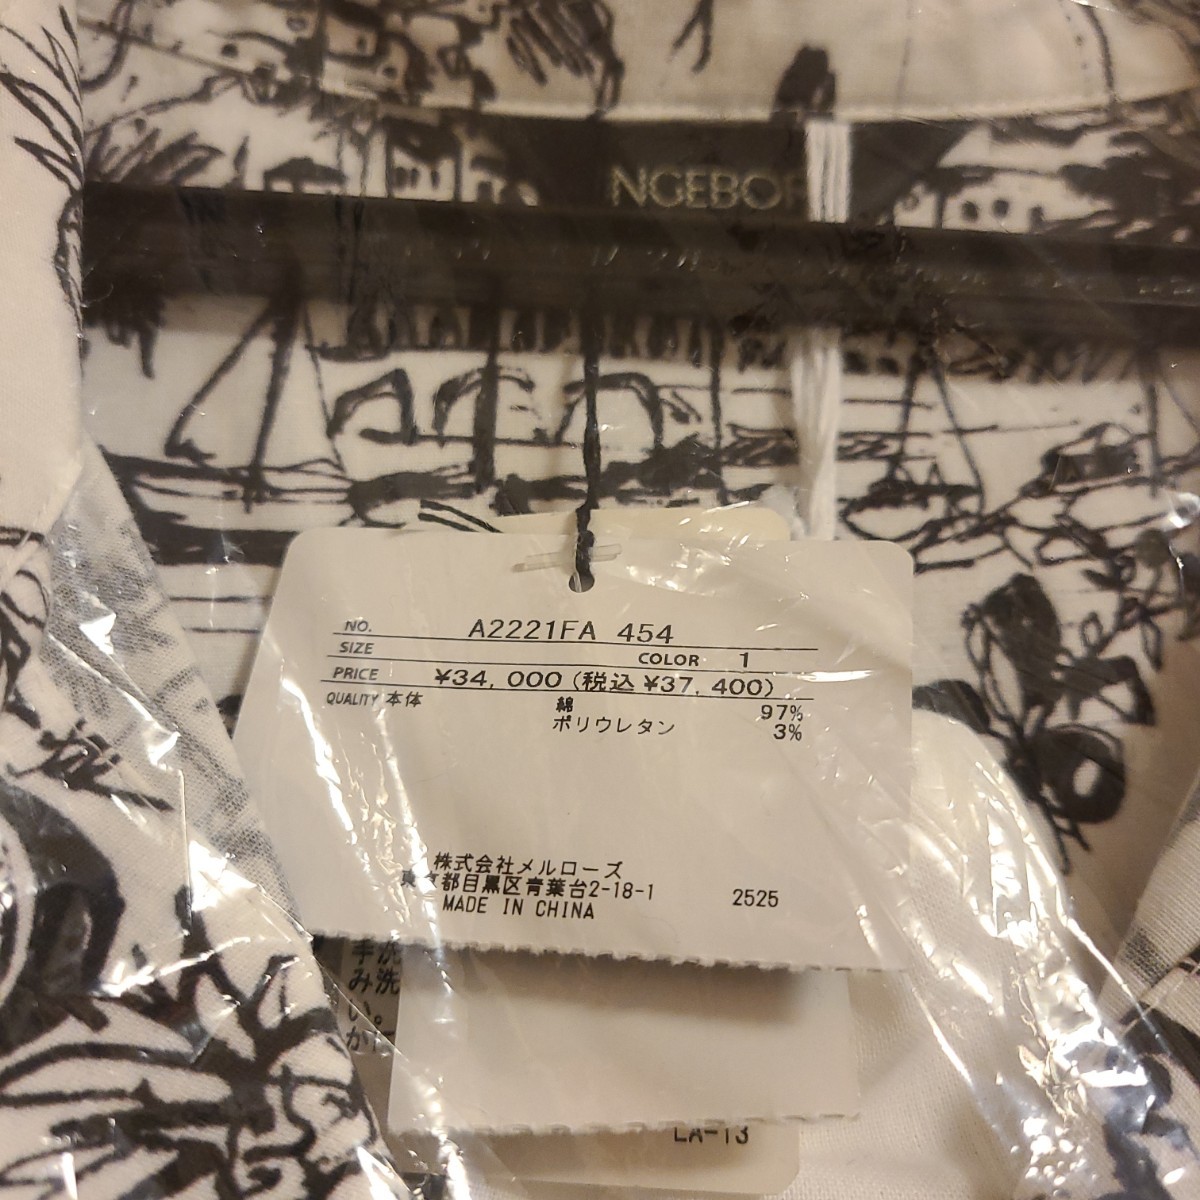 NGEBOR
NO. A2221FA 454
SIZE COLOR 1
PRICE ¥34,000(税込¥37,400)
QUALITY 本体 綿 97%
ポリウレタン 3%
株式会社メルローズ
東京都目黒区青葉台2-18-1
MADE IN CHINA 2525
手洗
み洗
い。
LA-13